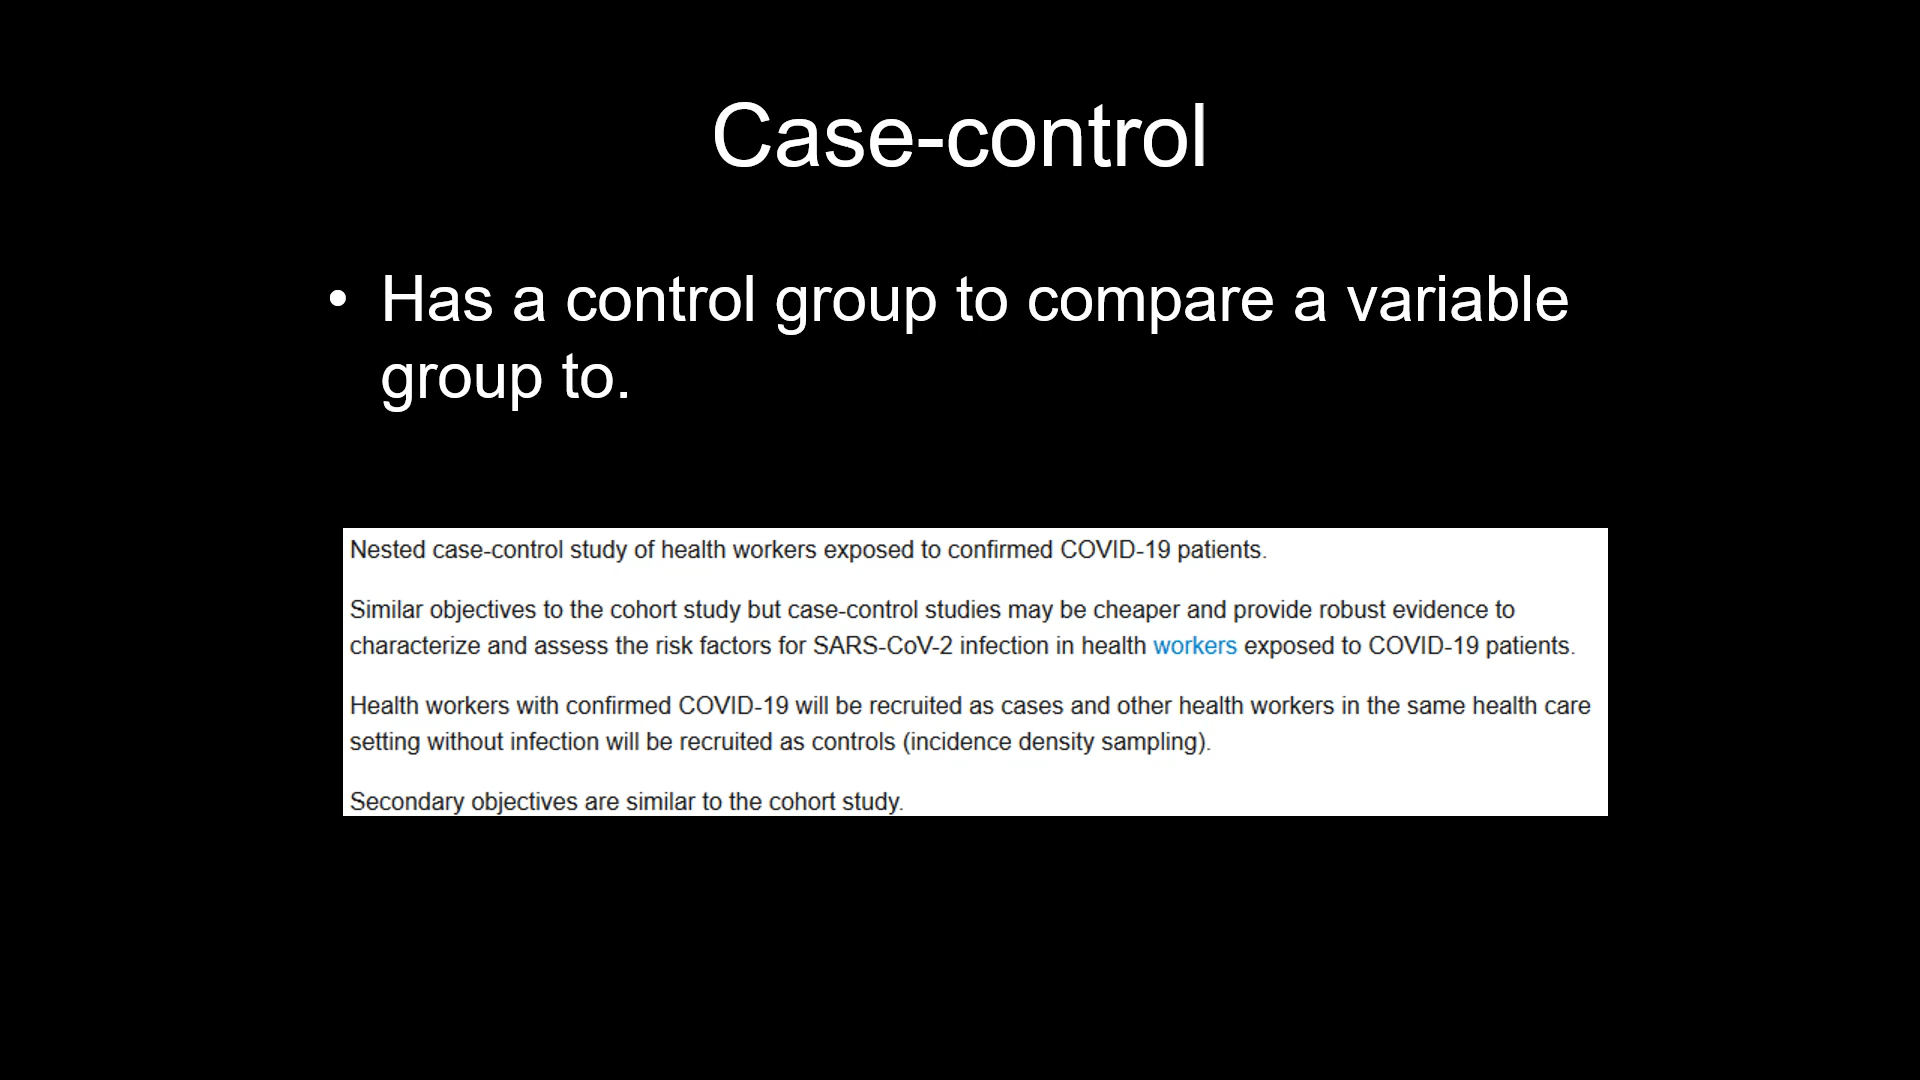 Case-control
• Has a control group to compare a variable
group to.
Nested case-control study of health workers exposed to confirmed COVID-19 patients.
Similar objectives to the cohort study but case-control studies may be cheaper and provide robust evidence to
characterize and assess the risk factors for SARS-CoV-2 infection in health workers exposed to COVID-19 patients.
Health workers with confirmed COVID-19 will be recruited as cases and other health workers in the same health care
setting without infection will be recruited as controls (incidence density sampling).
Secondary objectives are similar to the cohort study.